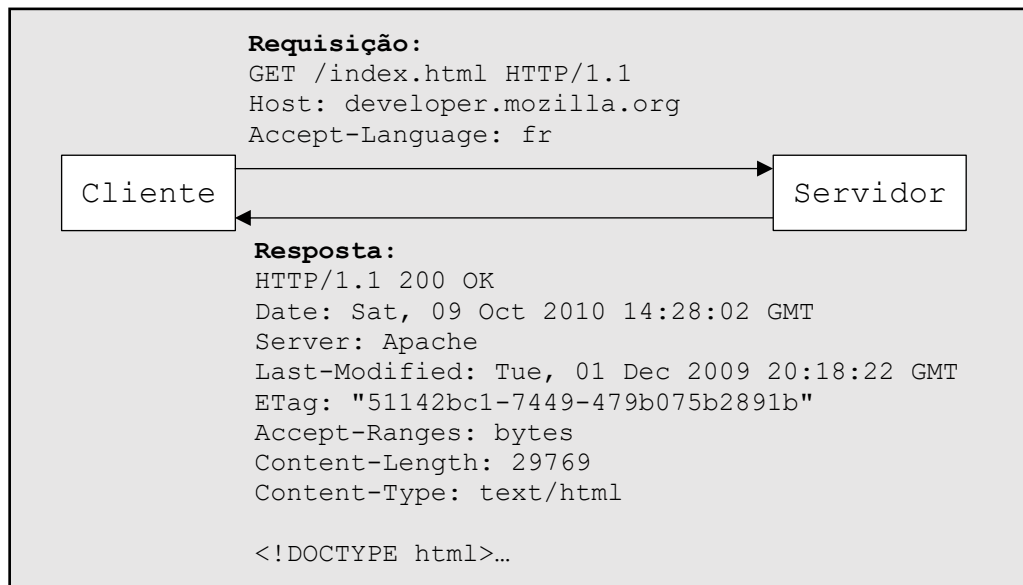 Requisição:
GET /index.html HTTP/1.1
Host: developer.mozilla.org
Accept-Language: fr
Cliente
Servidor
Resposta:
HTTP/1.1 200 OK
Date: Sat, 09 Oct 2010 14:28:02 GMT
Server: Apache
Last-Modified: Tue, 01 Dec 2009 20:18:22 GMT
ETag: "51142bc1-7449-479b075b2891b"
Accept-Ranges: bytes
Content-Length: 29769
Content-Type: text/html
<!DOCTYPE html>…